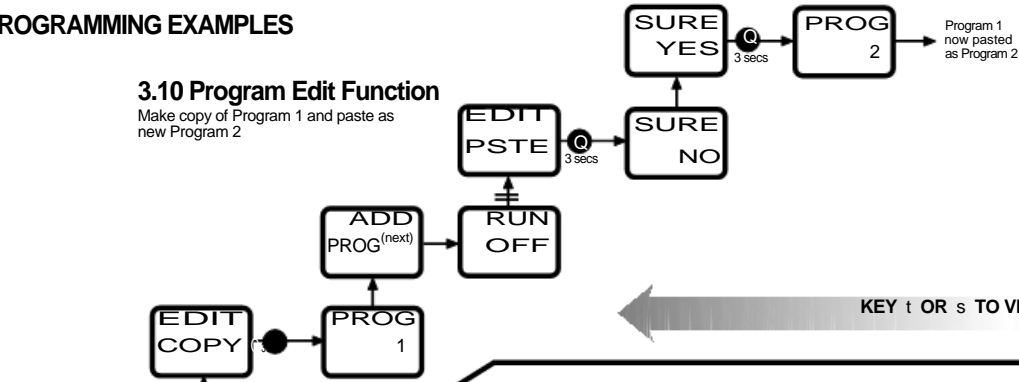 ROGRAMMING EXAMPLES
3.10 Program Edit Function
Make copy of Program 1 and paste as
new Program 2
SURE
YES
Q
3 secs
PROG
2
Program 1
now pasted
as Program 2
EDIT
PSTE
Q
3 secs
SURE
NO
ADD
PROG (next)
RUN
OFF
EDIT
COPY
PROG
1
KEY t OR s TO VI